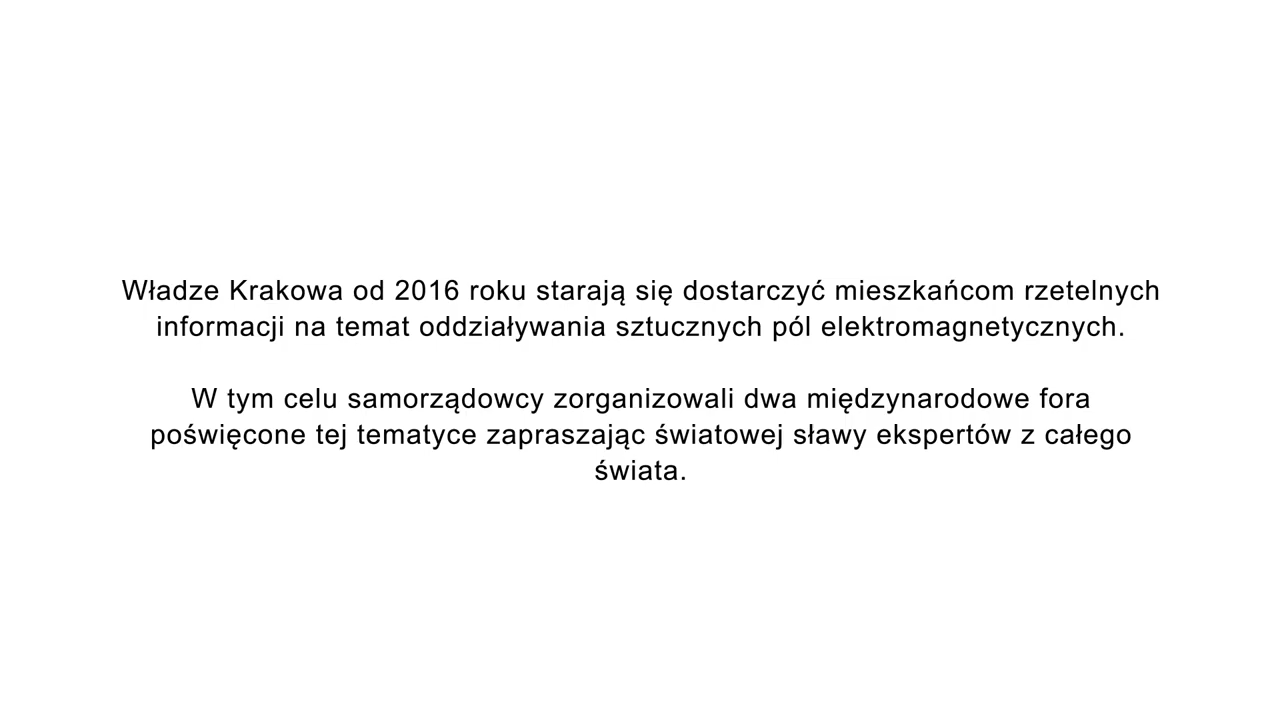 Władze Krakowa od 2016 roku starają się dostarczyć mieszkańcom rzetelnych
informacji na temat oddziaływania sztucznych pól elektromagnetycznych.
W tym celu samorządowcy zorganizowali dwa międzynarodowe fora
poświęcone tej tematyce zapraszając światowej sławy ekspertów z całego
świata.